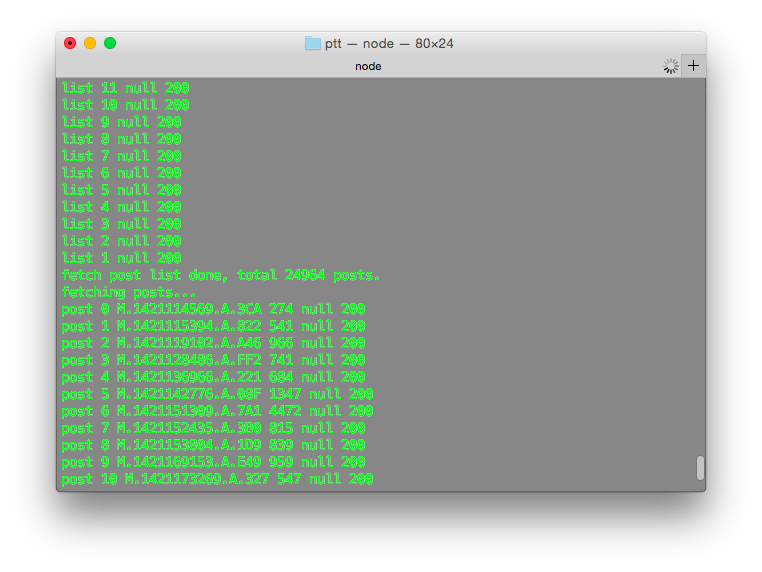 ptt — node — 80×24
node
list 11 null 200
list 10 null 200
list 9 null 200
list 8 null 200
list 7 null 200
list 6 null 200
list 5 null 200
list 4 null 200
list 3 null 200
list 2 null 200
list 1 null 200
fetch post list done, total 24964 posts.
fetching posts...
post 0 M.1421114569.A.3CA 274 null 200
post 1 M.1421115394.A.822 541 null 200
post 2 M.1421119102.A.A46 966 null 200
post 3 M.1421128486.A.FF2 741 null 200
post 4 M.1421136966.A.221 684 null 200
post 5 M.1421142776.A.08F 1347 null 200
post 6 M.1421151309.A.7A1 4472 null 200
post 7 M.1421152435.A.3B0 815 null 200
post 8 M.1421153894.A.1D9 839 null 200
post 9 M.1421169153.A.E49 959 null 200
post 10 M.1421173269.A.327 547 null 200